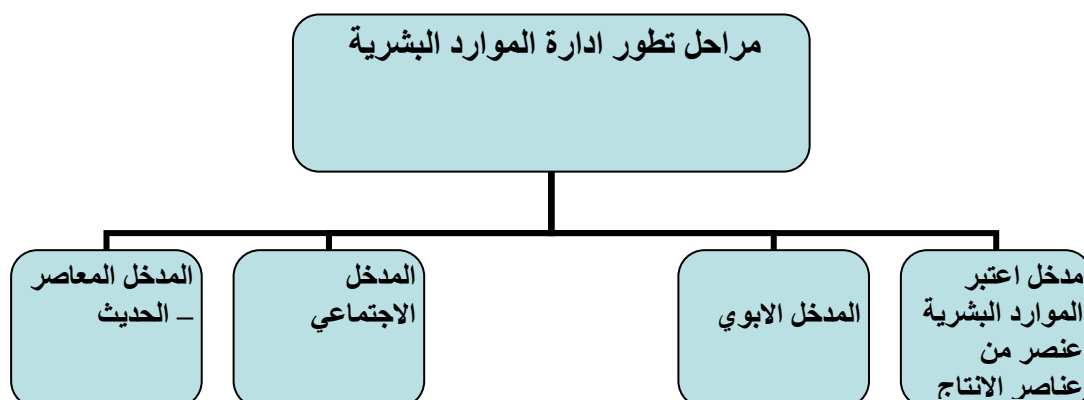 مراحل تطور ادارة الموارد البشرية
مدخل اعتبر
الموارد البشرية
عنصر من
عناصر الانتاج
المدخل الابوي
المدخل
الاجتماعي
المدخل المعاصر
– الحديث